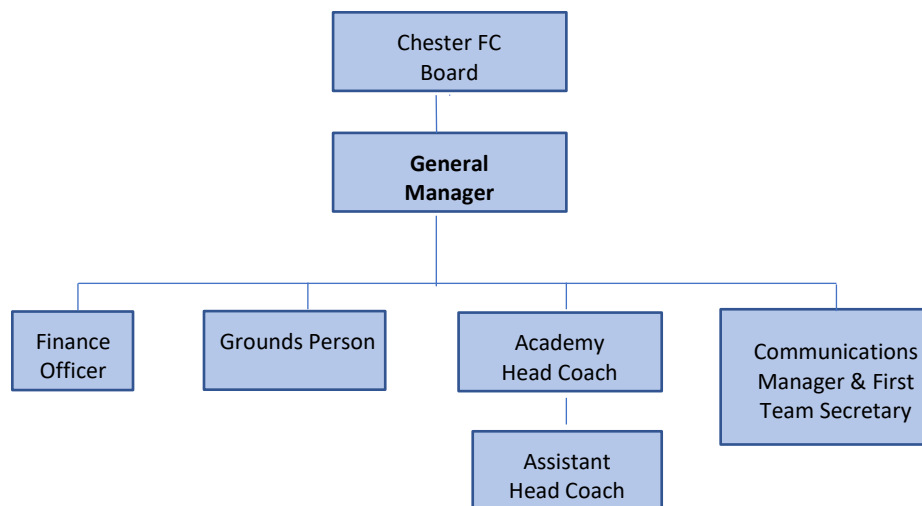 Chester FC
Board
General
Manager
Finance
Officer
Grounds Person
Academy
Head Coach
Communications
Manager & First
Team Secretary
Assistant
Head Coach